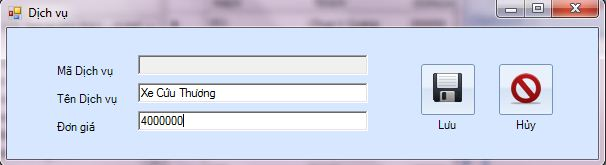 Dịch vụ
Mã Dịch vụ
Tên Dịch vụ Xe Cứu Thương
Đơn giá 4000000
Lưu Hủy